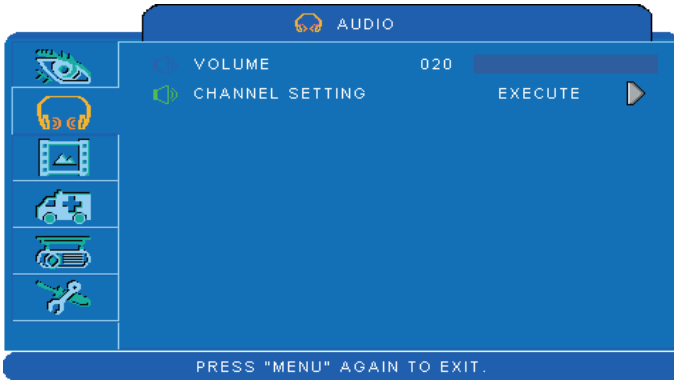 AUDIO
VOLUME 020
CHANNEL SETTING EXECUTE
PRESS "MENU" AGAIN TO EXIT.